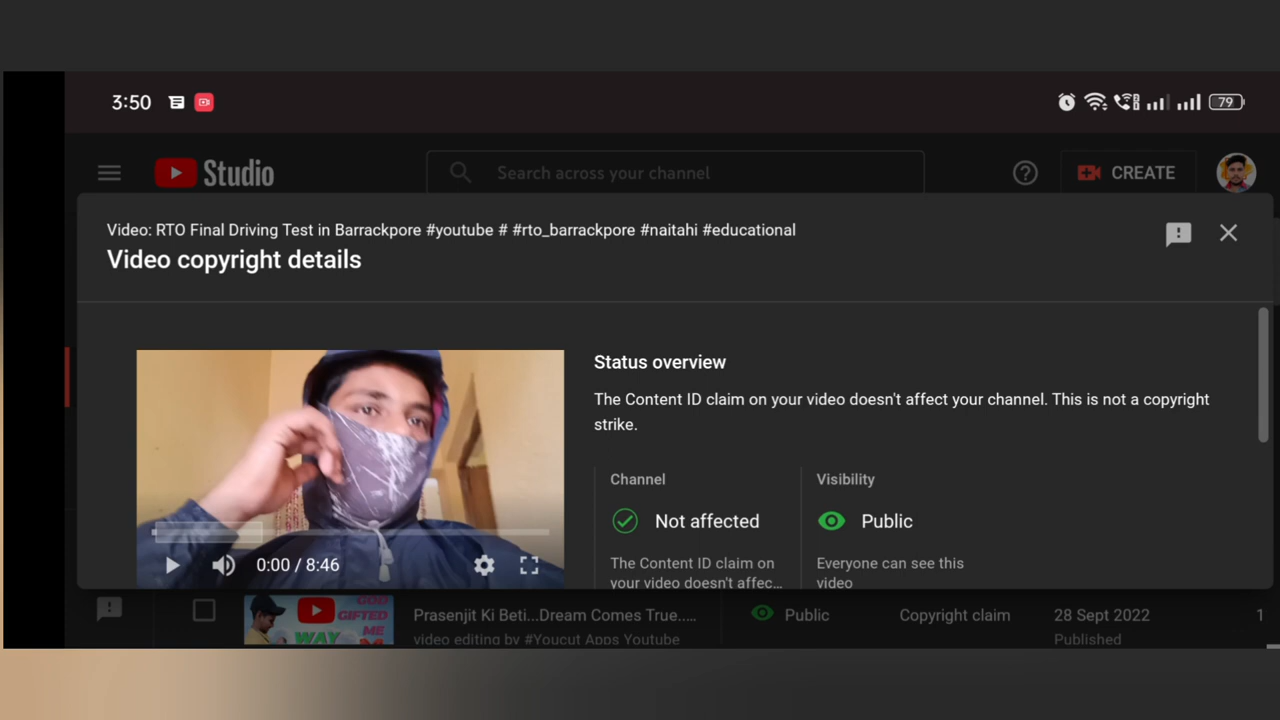 3:50
79
Studio
Search across your channel
CREATE
Video: RTO Final Driving Test in Barrackpore #youtube # #rto_barrackpore #naitahi #educational
Video copyright details
Status overview
The Content ID claim on your video doesn't affect your channel. This is not a copyright
strike.
Channel
Visibility
Not affected
Public
The Content ID claim on
your video doesn't affec...
Everyone can see this
video
0:00 / 8:46
GOD
GIFTED
ME
WAY
Prasenjit Ki Beti...Dream Comes True.…
video editing by #Youcut Apps Youtube
Public
Copyright claim
28 Sept 2022
Published
1